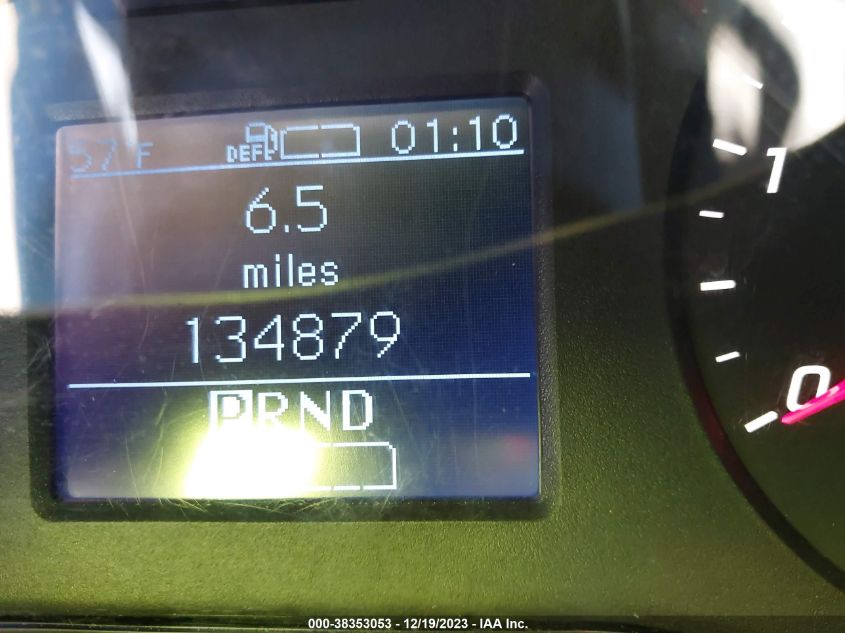 57°F DEF 01:10
6.5
miles
134879
PRND
1
0
000-38353053 - 12/19/2023 - IAA Inc.